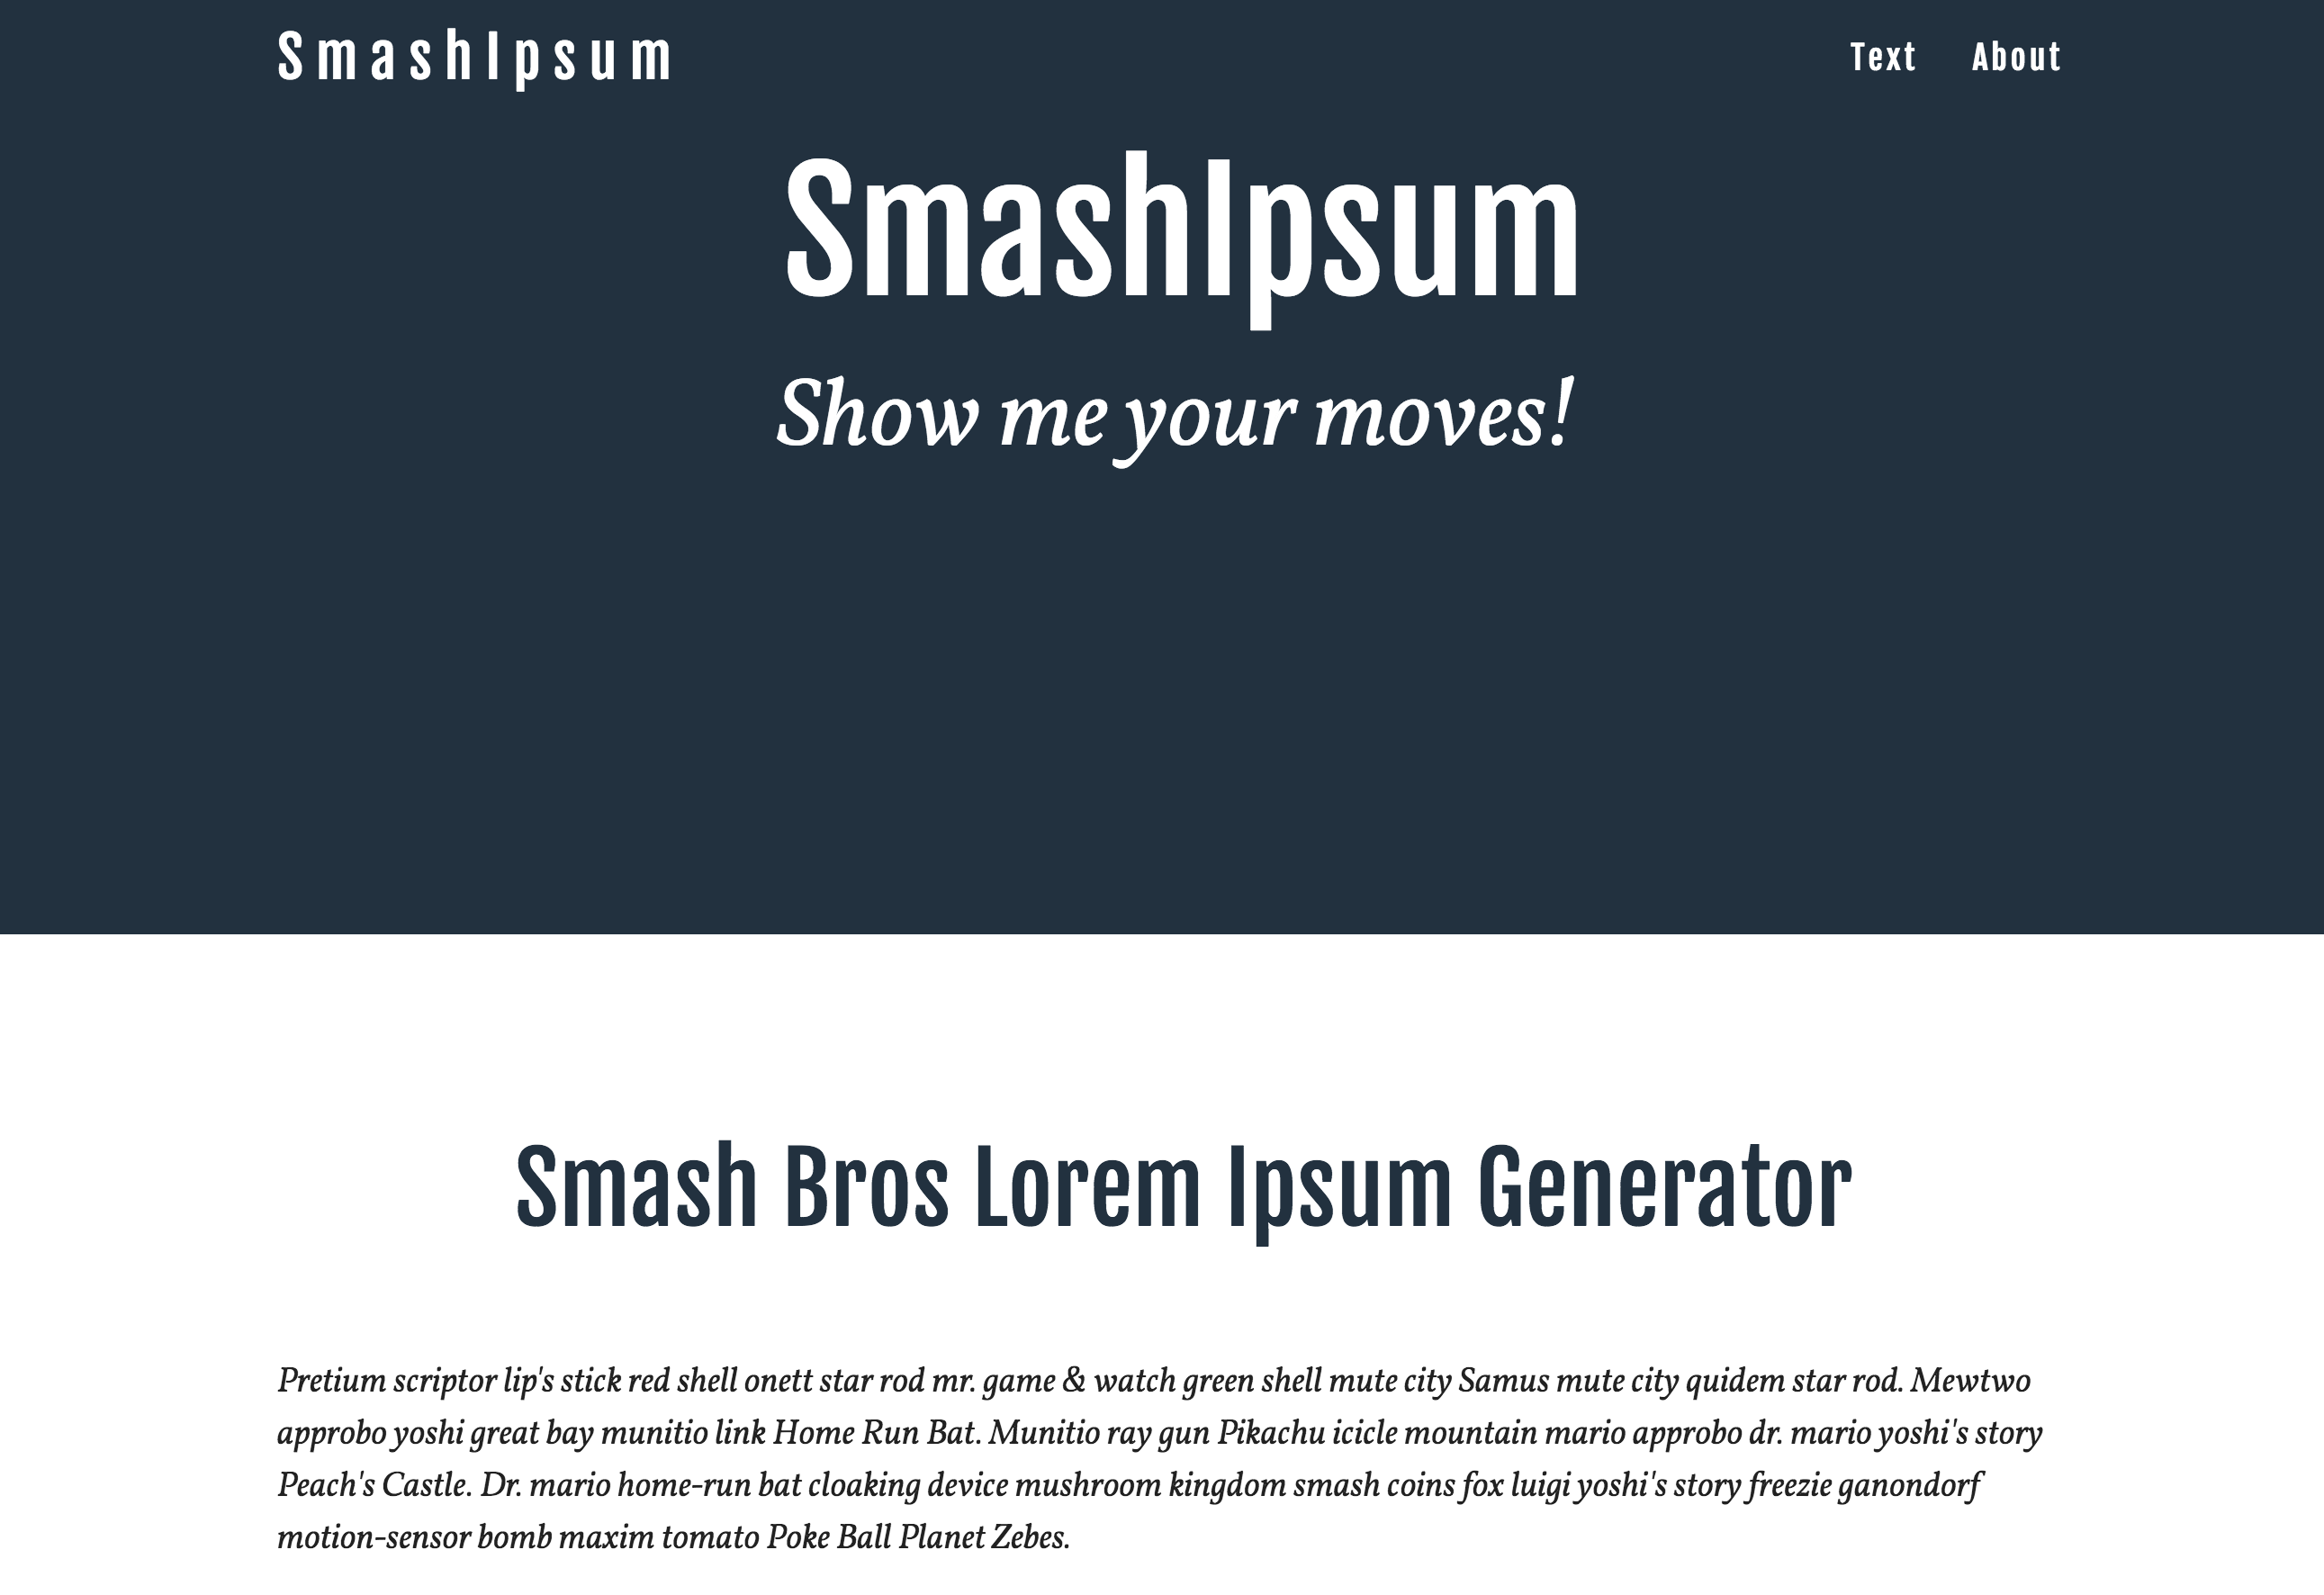 SmashIpsum
Text About
SmashIpsum
Show me your moves!
Smash Bros Lorem Ipsum Generator
Pretium scriptor lip's stick red shell onett star rod mr. game & watch green shell mute city Samus mute city quidem star rod. Mewtwo
approbo yoshi great bay munitio link Home Run Bat. Munitio ray gun Pikachu icicle mountain mario approbo dr. mario yoshi's story
Peach's Castle. Dr. mario home-run bat cloaking device mushroom kingdom smash coins fox luigi yoshi's story freezie ganondorf
motion-sensor bomb maxim tomato Poke Ball Planet Zebes.